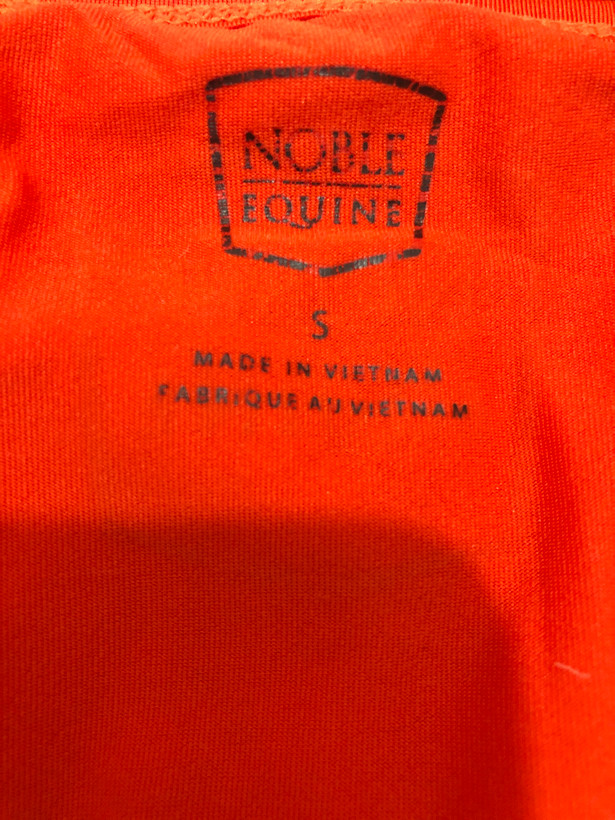 NOBLE
EQUINE
S
MADE IN VIETNAM
FABRIQUE AU VIETNAM